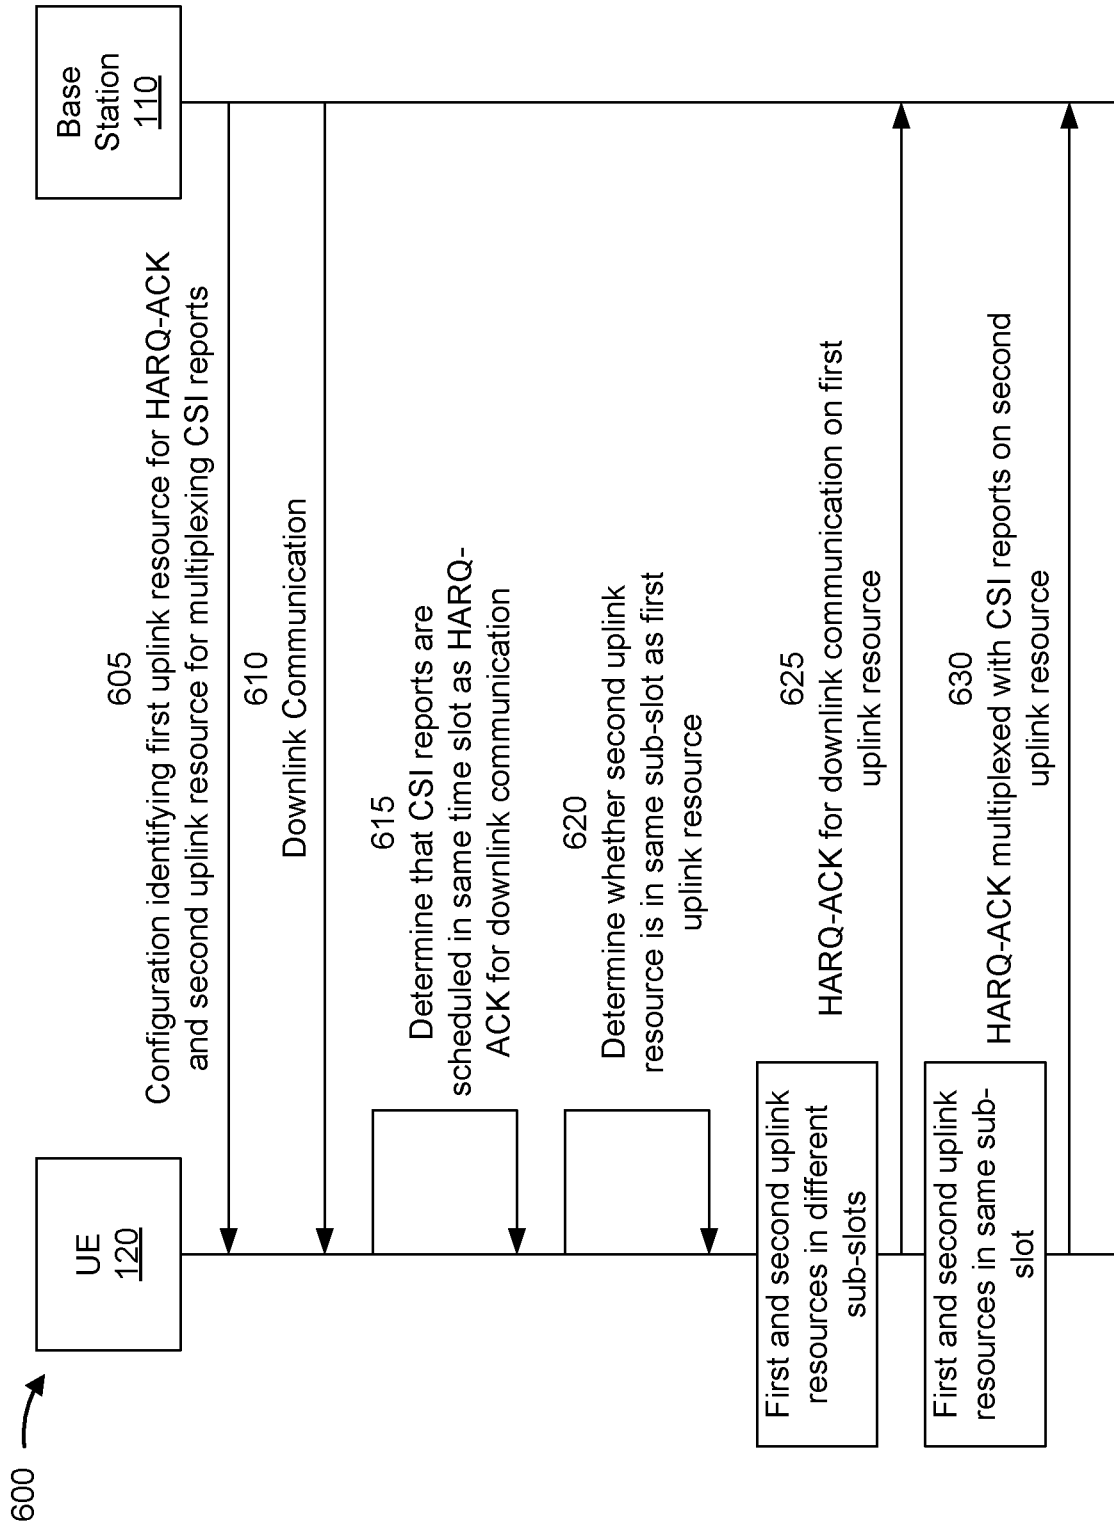 600
UE
120
Base
Station
110
605
Configuration identifying first uplink resource for HARQ-ACK
and second uplink resource for multiplexing CSI reports
610
Downlink Communication
615
Determine that CSI reports are
scheduled in same time slot as HARQ-
ACK for downlink communication
620
Determine whether second uplink
resource is in same sub-slot as first
uplink resource
First and second uplink
resources in different
sub-slots
625
HARQ-ACK for downlink communication on first
uplink resource
First and second uplink
resources in same sub-
slot
630
HARQ-ACK multiplexed with CSI reports on second
uplink resource